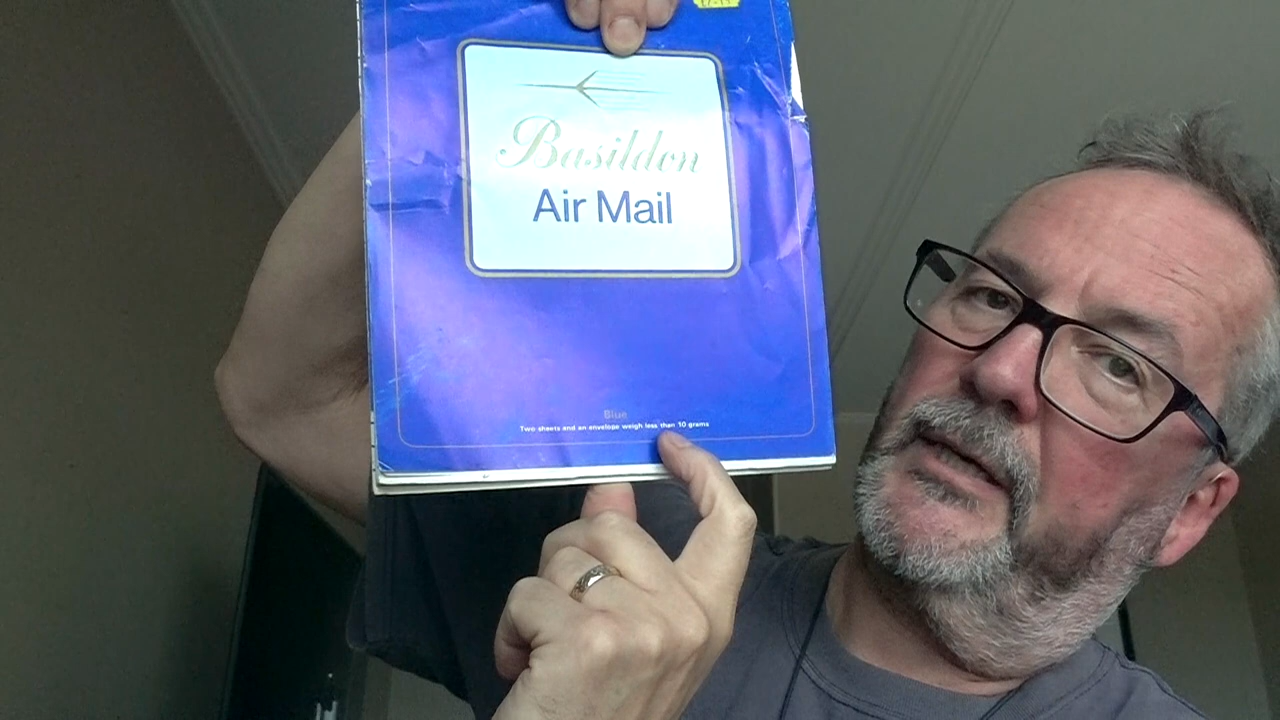 Basildon
Air Mail
Blue
Two sheets and an envelope weigh less than 10 grams